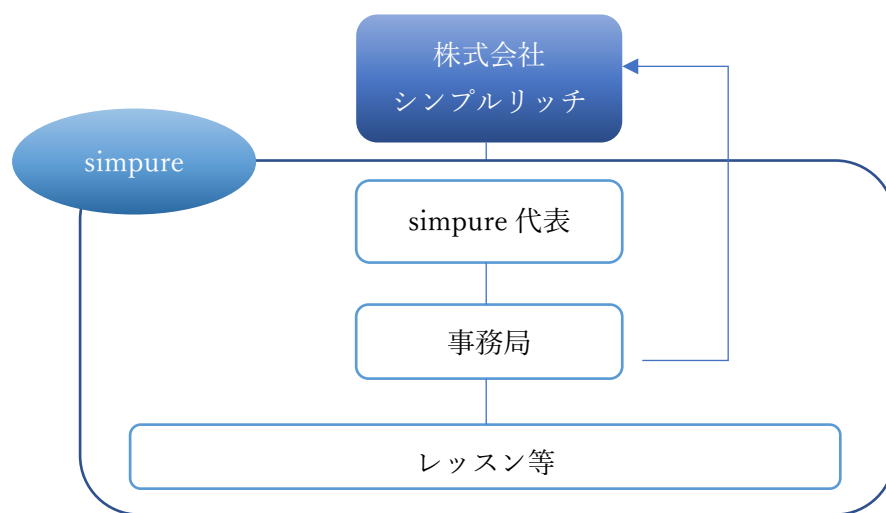 株式会社
シンプルリッチ
simpure
simpure 代表
事務局
レッスン等